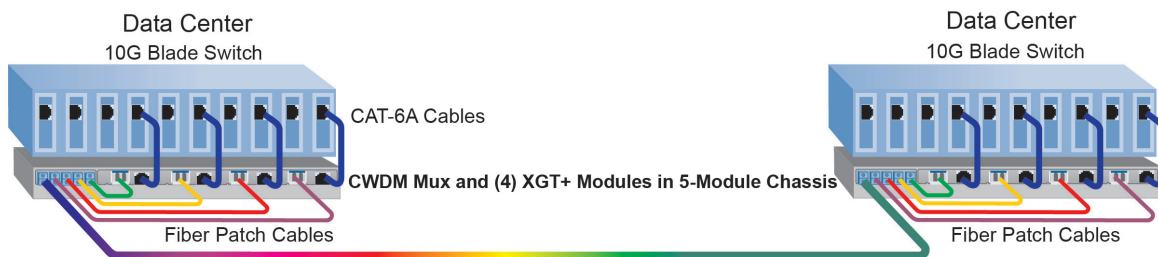 Data Center
10G Blade Switch
CAT-6A Cables
CWDM Mux and (4) XGT+ Modules in 5-Module Chassis
Fiber Patch Cables
Data Center
10G Blade Switch
Fiber Patch Cables